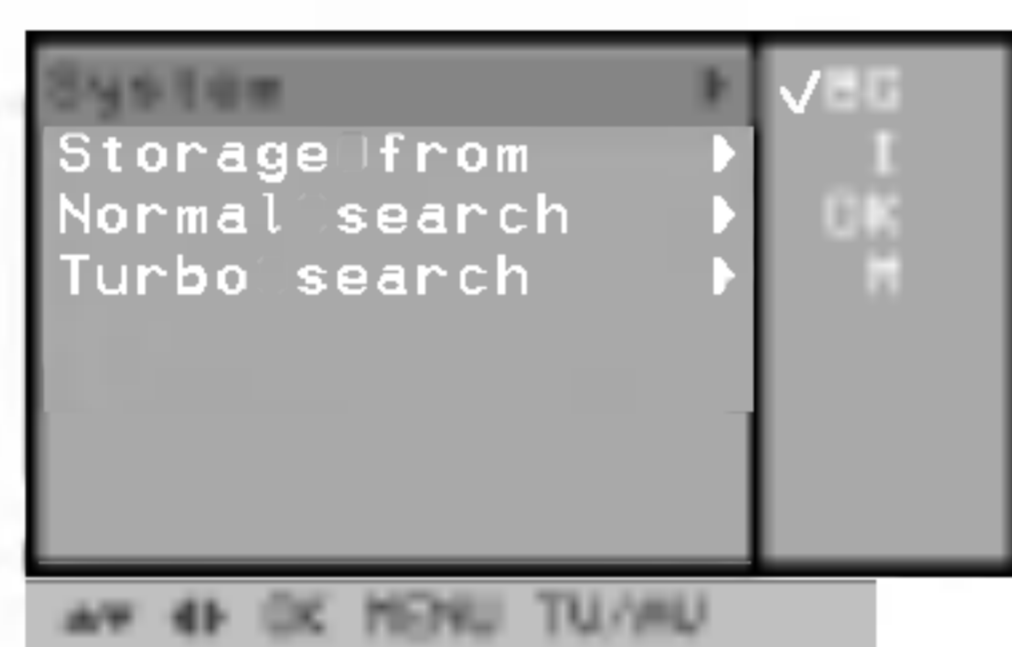 System ▶ ✓BG
Storage from ▶ I
Normal search ▶ DK
Turbo search ▶ M
▲▼ ◀▶ OK MENU TV/AV